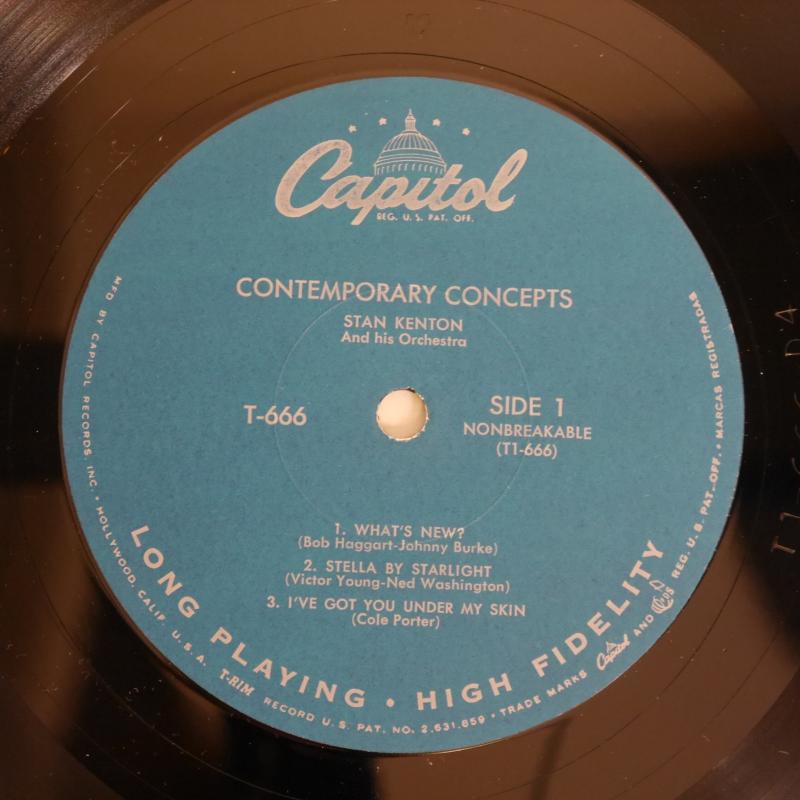 Capitol
REG. U.S. PAT. OFF.
CONTEMPORARY CONCEPTS
STAN KENTON
And his Orchestra
T-666
SIDE 1
NONBREAKABLE
(T1-666)
1. WHAT'S NEW?
(Bob Haggart-Johnny Burke)
2. STELLA BY STARLIGHT
(Victor Young-Ned Washington)
3. I'VE GOT YOU UNDER MY SKIN
(Cole Porter)
LONG PLAYING • HIGH FIDELITY
MFD BY CAPITOL RECORDS INC. • HOLLYWOOD, CALIF. U.S.A. T-RIM RECORD U.S. PAT. NO. 2,631,859 • TRADE MARKS Capitol AND REG. U.S. PAT. OFF. • MARCAS REGISTRADAS